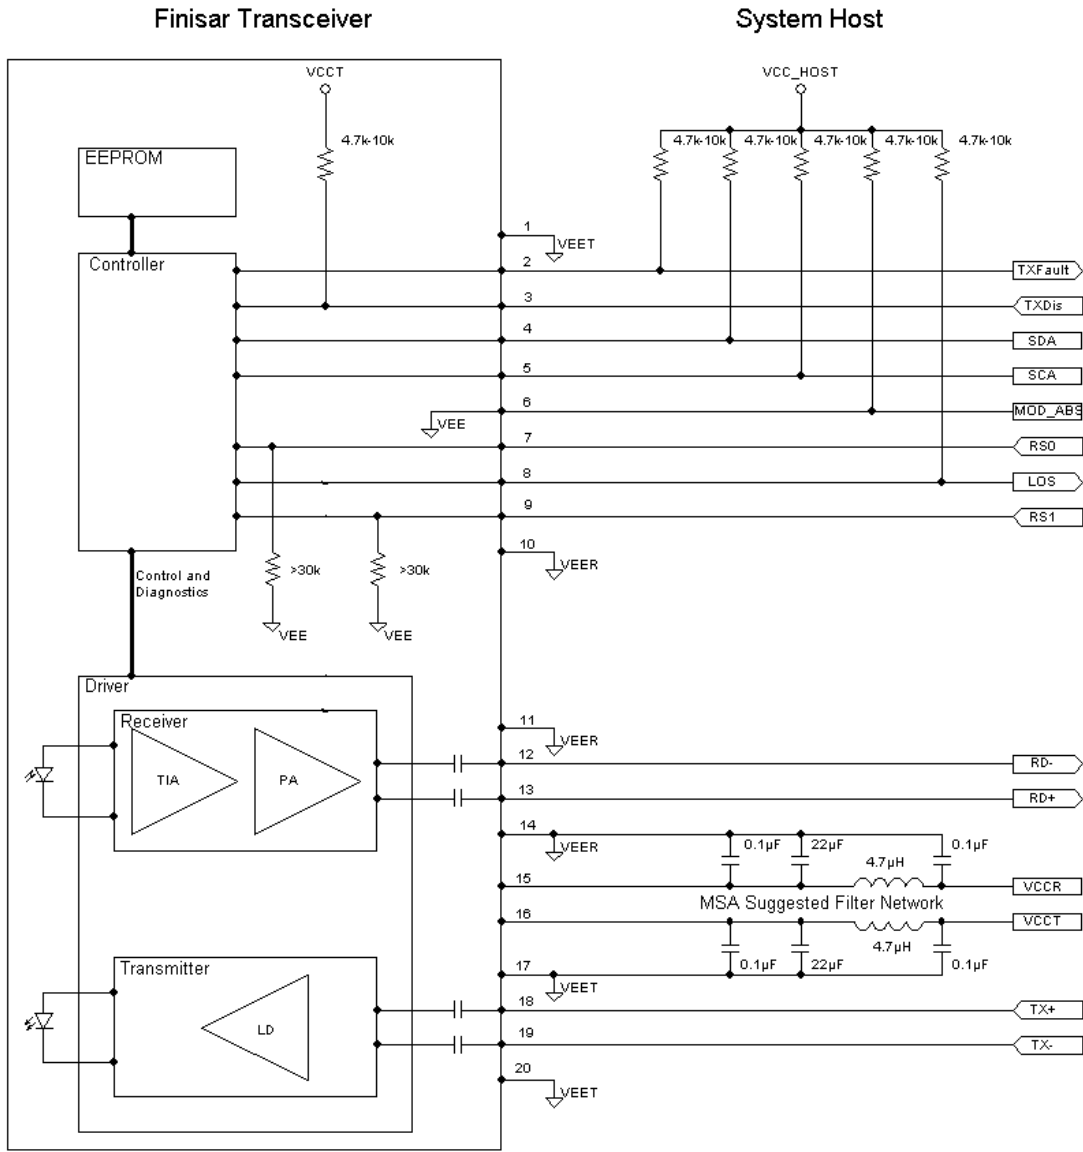 Finisar Transceiver
System Host
VCCT
VCC_HOST
4.7k-10k
4.7k-10k
4.7k-10k
4.7k-10k
4.7k-10k
4.7k-10k
EEPROM
1
VEET
Controller
2
TXFault
3
TXDis
4
SDA
5
SCA
6
MOD_ABS
VEE
7
RS0
8
LOS
9
RS1
10
VEER
Control and
Diagnostics
>30k
>30k
VEE
VEE
Driver
Receiver
11
VEER
12
RD-
TIA
PA
13
RD+
14
VEER
0.1µF
22µF
0.1µF
4.7µH
15
VCCR
MSA Suggested Filter Network
16
VCCT
4.7µH
0.1µF
22µF
0.1µF
Transmitter
17
VEET
18
TX+
LD
19
TX-
20
VEET